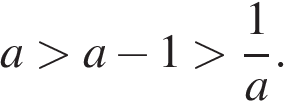 a > a − 1 > 1/a.